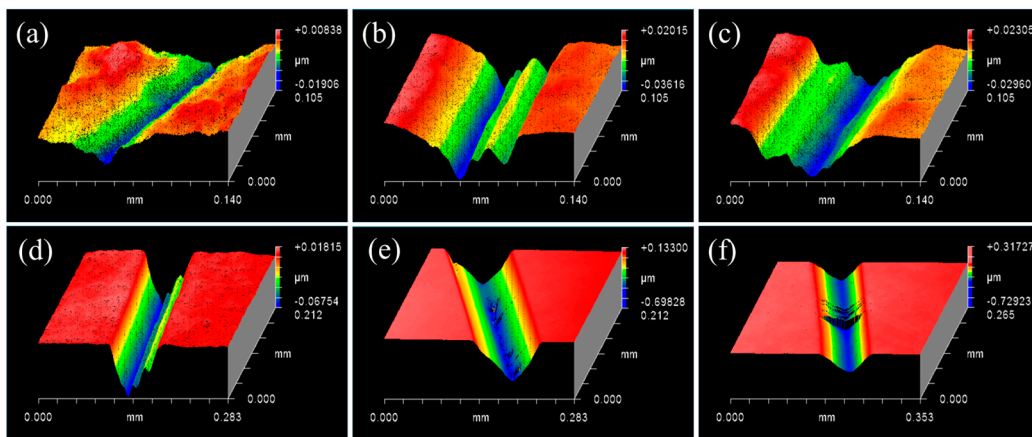 (a)
+0.00838
µm
-0.01906
0.105
mm
0.000
0.000
mm
0.140
(b)
+0.02015
µm
-0.03616
0.105
mm
0.000
0.000
mm
0.140
(c)
+0.02305
µm
-0.02960
0.105
mm
0.000
0.000
mm
0.140
(d)
+0.01815
µm
-0.06754
0.212
mm
0.000
0.000
mm
0.283
(e)
+0.13300
µm
-0.69828
0.212
mm
0.000
0.000
mm
0.283
(f)
+0.31727
µm
-0.72923
0.265
mm
0.000
0.000
mm
0.353